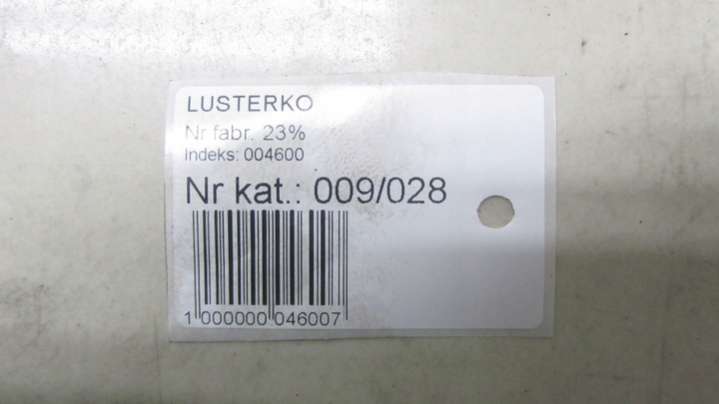 LUSTERKO
Nr fabr. 23%
Indeks: 004600
Nr kat.: 009/028
1 000000 046007